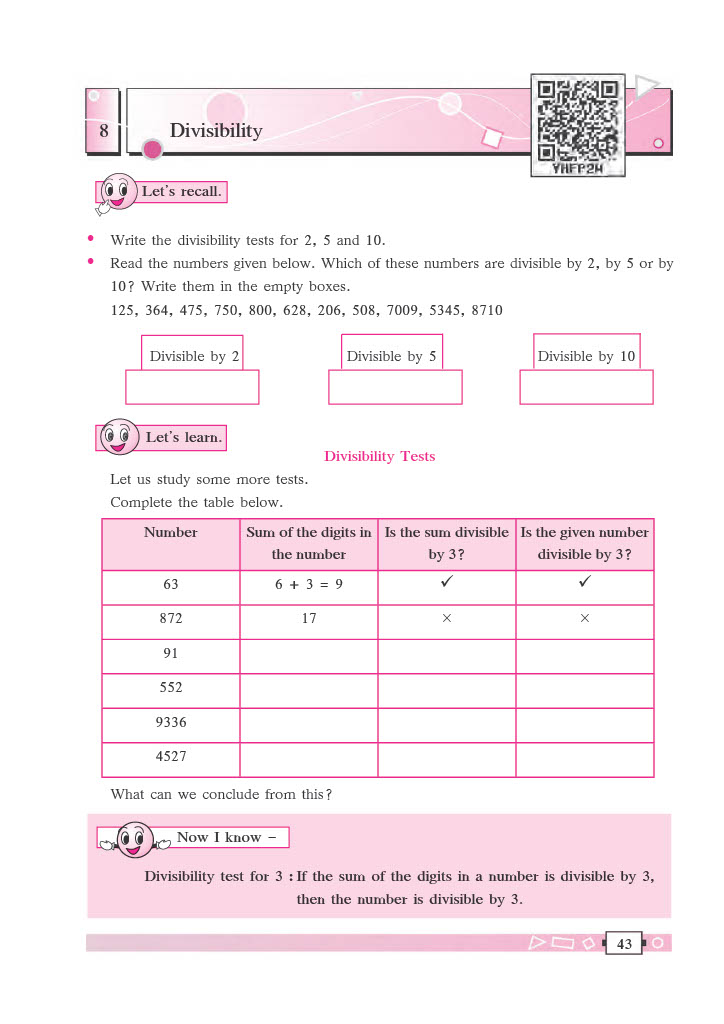 8
Divisibility
YHFP2W
Let's recall.
• Write the divisibility tests for 2, 5 and 10.
• Read the numbers given below. Which of these numbers are divisible by 2, by 5 or by
10? Write them in the empty boxes.
125, 364, 475, 750, 800, 628, 206, 508, 7009, 5345, 8710
Divisible by 2
Divisible by 5
Divisible by 10
Let's learn.
Divisibility Tests
Let us study some more tests.
Complete the table below.
Number
Sum of the digits in
the number
Is the sum divisible
by 3?
Is the given number
divisible by 3?
63
6 + 3 = 9
✓
✓
872
17
×
×
91
552
9336
4527
What can we conclude from this?
Now I know –
Divisibility test for 3 : If the sum of the digits in a number is divisible by 3,
then the number is divisible by 3.
43